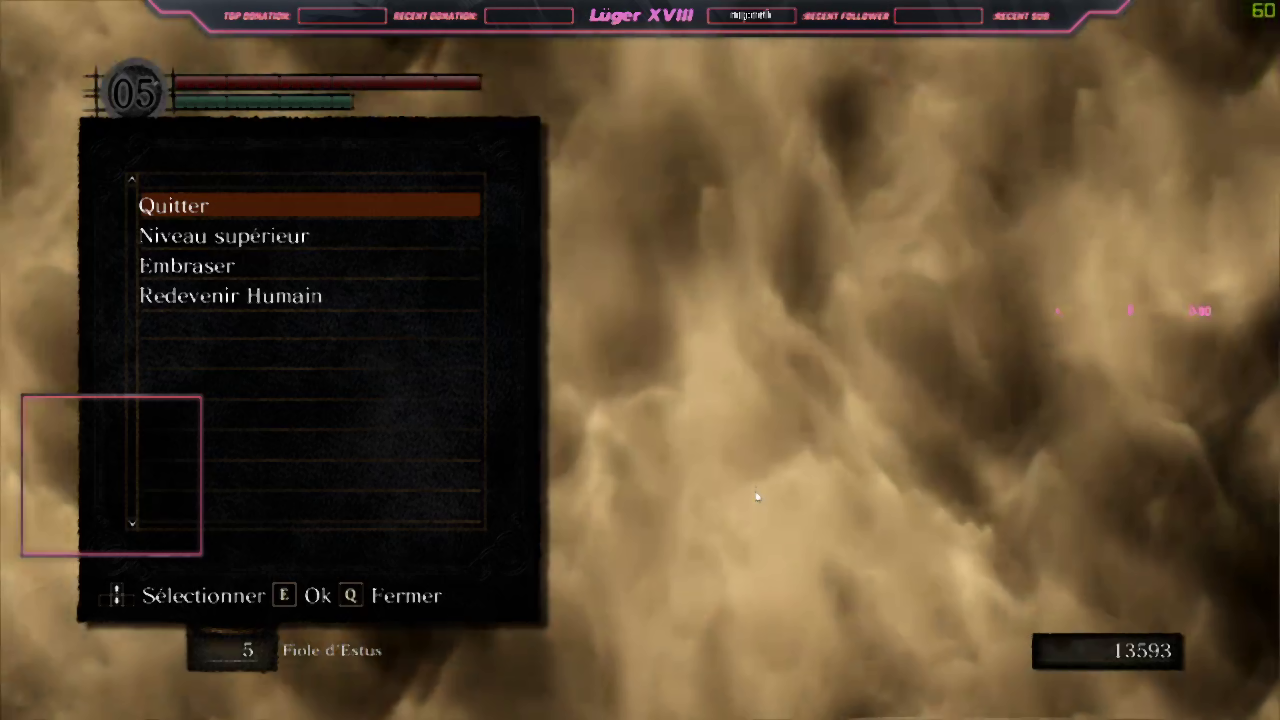 TOP DONATION: RECENT DONATION: Lüger XVIII :RECENT FOLLOWER :RECENT SUB
60
05
Quitter
Niveau supérieur
Embraser
Redevenir Humain
Sélectionner E Ok Q Fermer
5 Fiole d'Estus
13593